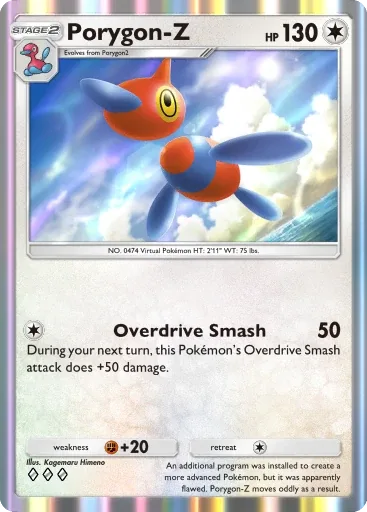 STAGE2
Porygon-Z
HP 130
Evolves from Porygon2
NO. 0474 Virtual Pokémon HT: 2'11" WT: 75 lbs.
Overdrive Smash 50
During your next turn, this Pokémon's Overdrive Smash
attack does +50 damage.
weakness +20 retreat
Illus. Kagemaru Himeno
An additional program was installed to create a
more advanced Pokémon, but it was apparently
flawed. Porygon-Z moves oddly as a result.